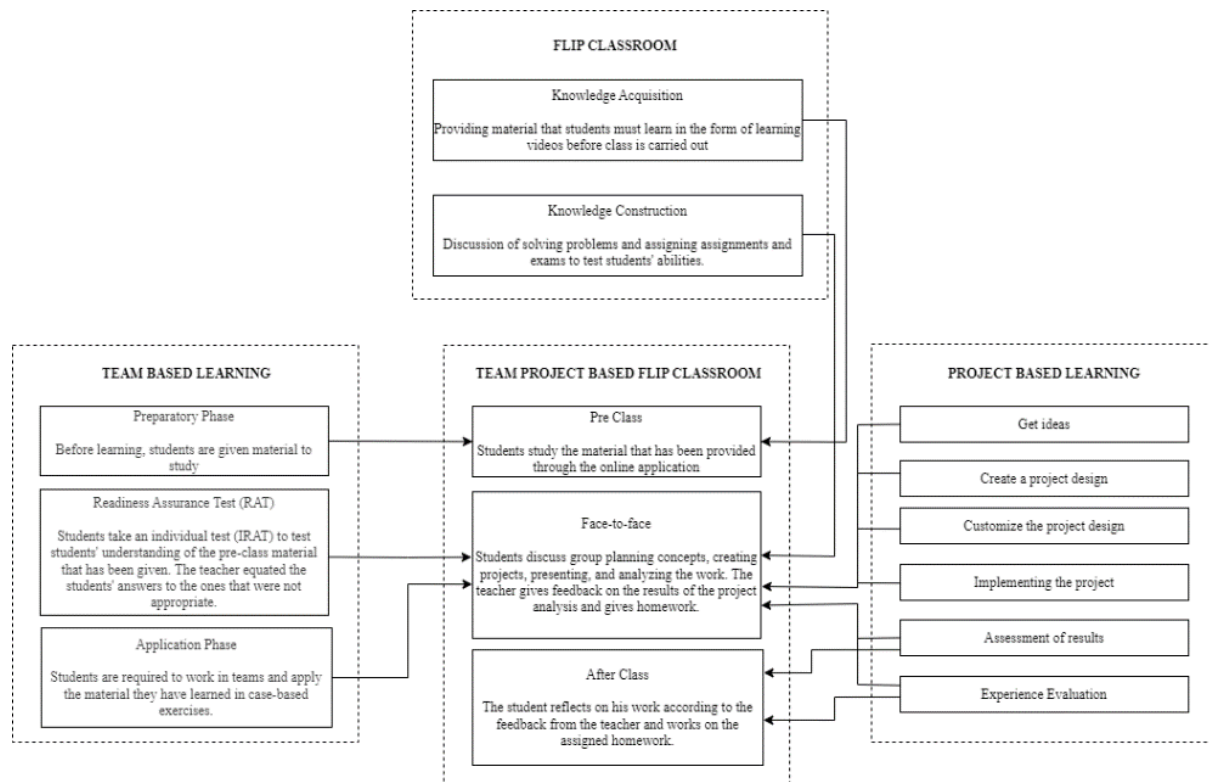 FLIP CLASSROOM
Knowledge Acquisition
Providing material that students must learn in the form of learning
videos before class is carried out
Knowledge Construction
Discussion of solving problems and assigning assignments and
exams to test students' abilities.
TEAM BASED LEARNING
Preparatory Phase
Before learning, students are given material to
study
Readiness Assurance Test (RAT)
Students take an individual test (IRAT) to test
students' understanding of the pre-class material
that has been given. The teacher equated the
students' answers to the ones that were not
appropriate.
Application Phase
Students are required to work in teams and apply
the material they have learned in case-based
exercises.
TEAM PROJECT BASED FLIP CLASSROOM
Pre Class
Students study the material that has been provided
through the online application
Face-to-face
Students discuss group planning concepts, creating
projects, presenting, and analyzing the work. The
teacher gives feedback on the results of the project
analysis and gives homework.
After Class
The student reflects on his work according to the
feedback from the teacher and works on the
assigned homework.
PROJECT BASED LEARNING
Get ideas
Create a project design
Customize the project design
Implementing the project
Assessment of results
Experience Evaluation